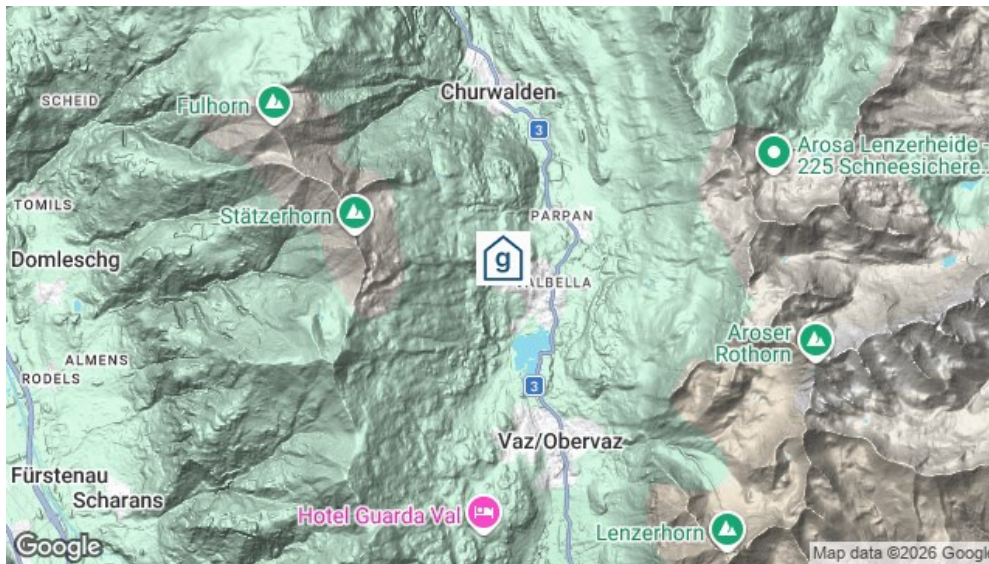 Churwalden
SCHEID
Fulhorn
3
Arosa Lenzerheide -
225 Schneesichere...
TOMILS
Stätzerhorn
PARPAN
Domleschg
g
ALBELLA
Aroser
Rothorn
ALMENS
RODELS
3
Vaz/Obervaz
Fürstenau
Scharans
Hotel Guarda Val
Lenzerhorn
Google
Map data ©2026 Google